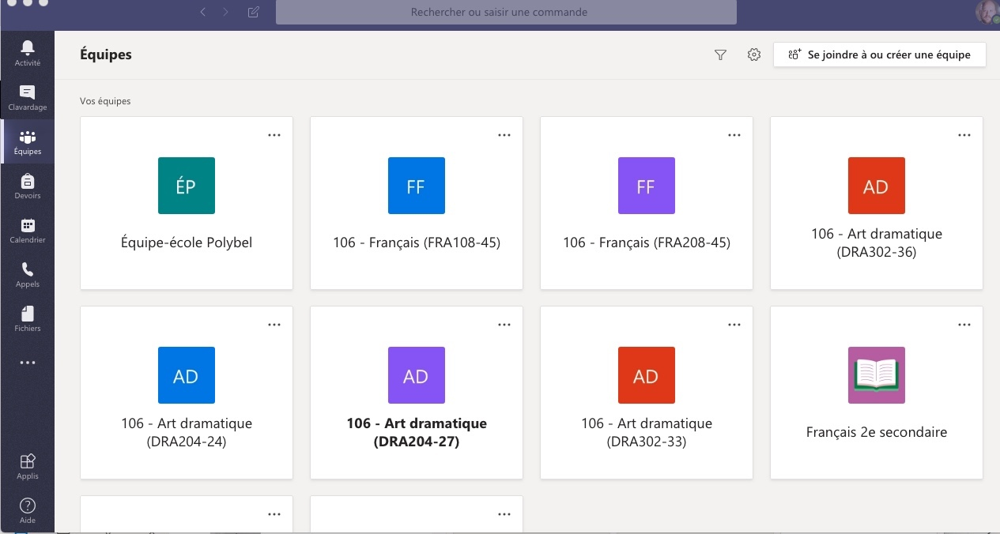 Rechercher ou saisir une commande
Activité
Clavardage
Équipes
Devoirs
Calendrier
Appels
Fichiers
Applis
Aide
Équipes
Se joindre à ou créer une équipe
Vos équipes
ÉP
Équipe-école Polybel
FF
106 - Français (FRA108-45)
FF
106 - Français (FRA208-45)
AD
106 - Art dramatique
(DRA302-36)
AD
106 - Art dramatique
(DRA204-24)
AD
106 - Art dramatique
(DRA204-27)
AD
106 - Art dramatique
(DRA302-33)
Français 2e secondaire